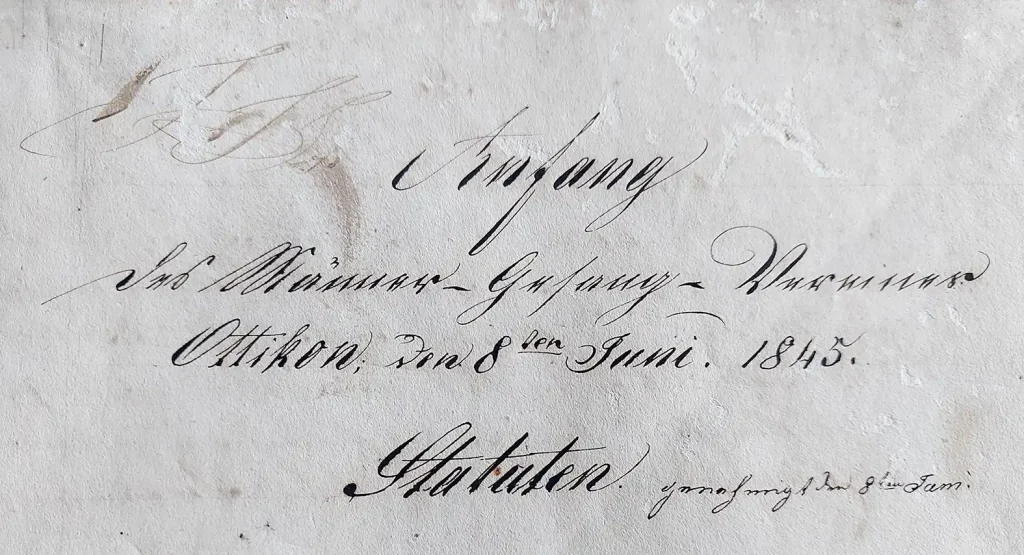 Anfang
des Männer-Gesang-Vereines
Ottikon, den 8ten Juni. 1845.
Statuten. genehmigt den 8ten Juni.